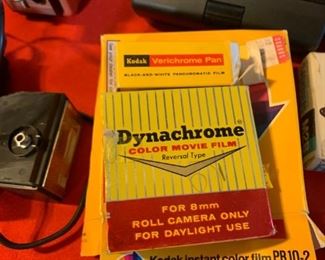 Kodak Verichrome Pan
BLACK-AND-WHITE PANCHROMATIC FILM
Dynachrome
COLOR MOVIE FILM
Reversal Type
FOR 8mm
ROLL CAMERA ONLY
FOR DAYLIGHT USE
Kodak instant color film PR10-2